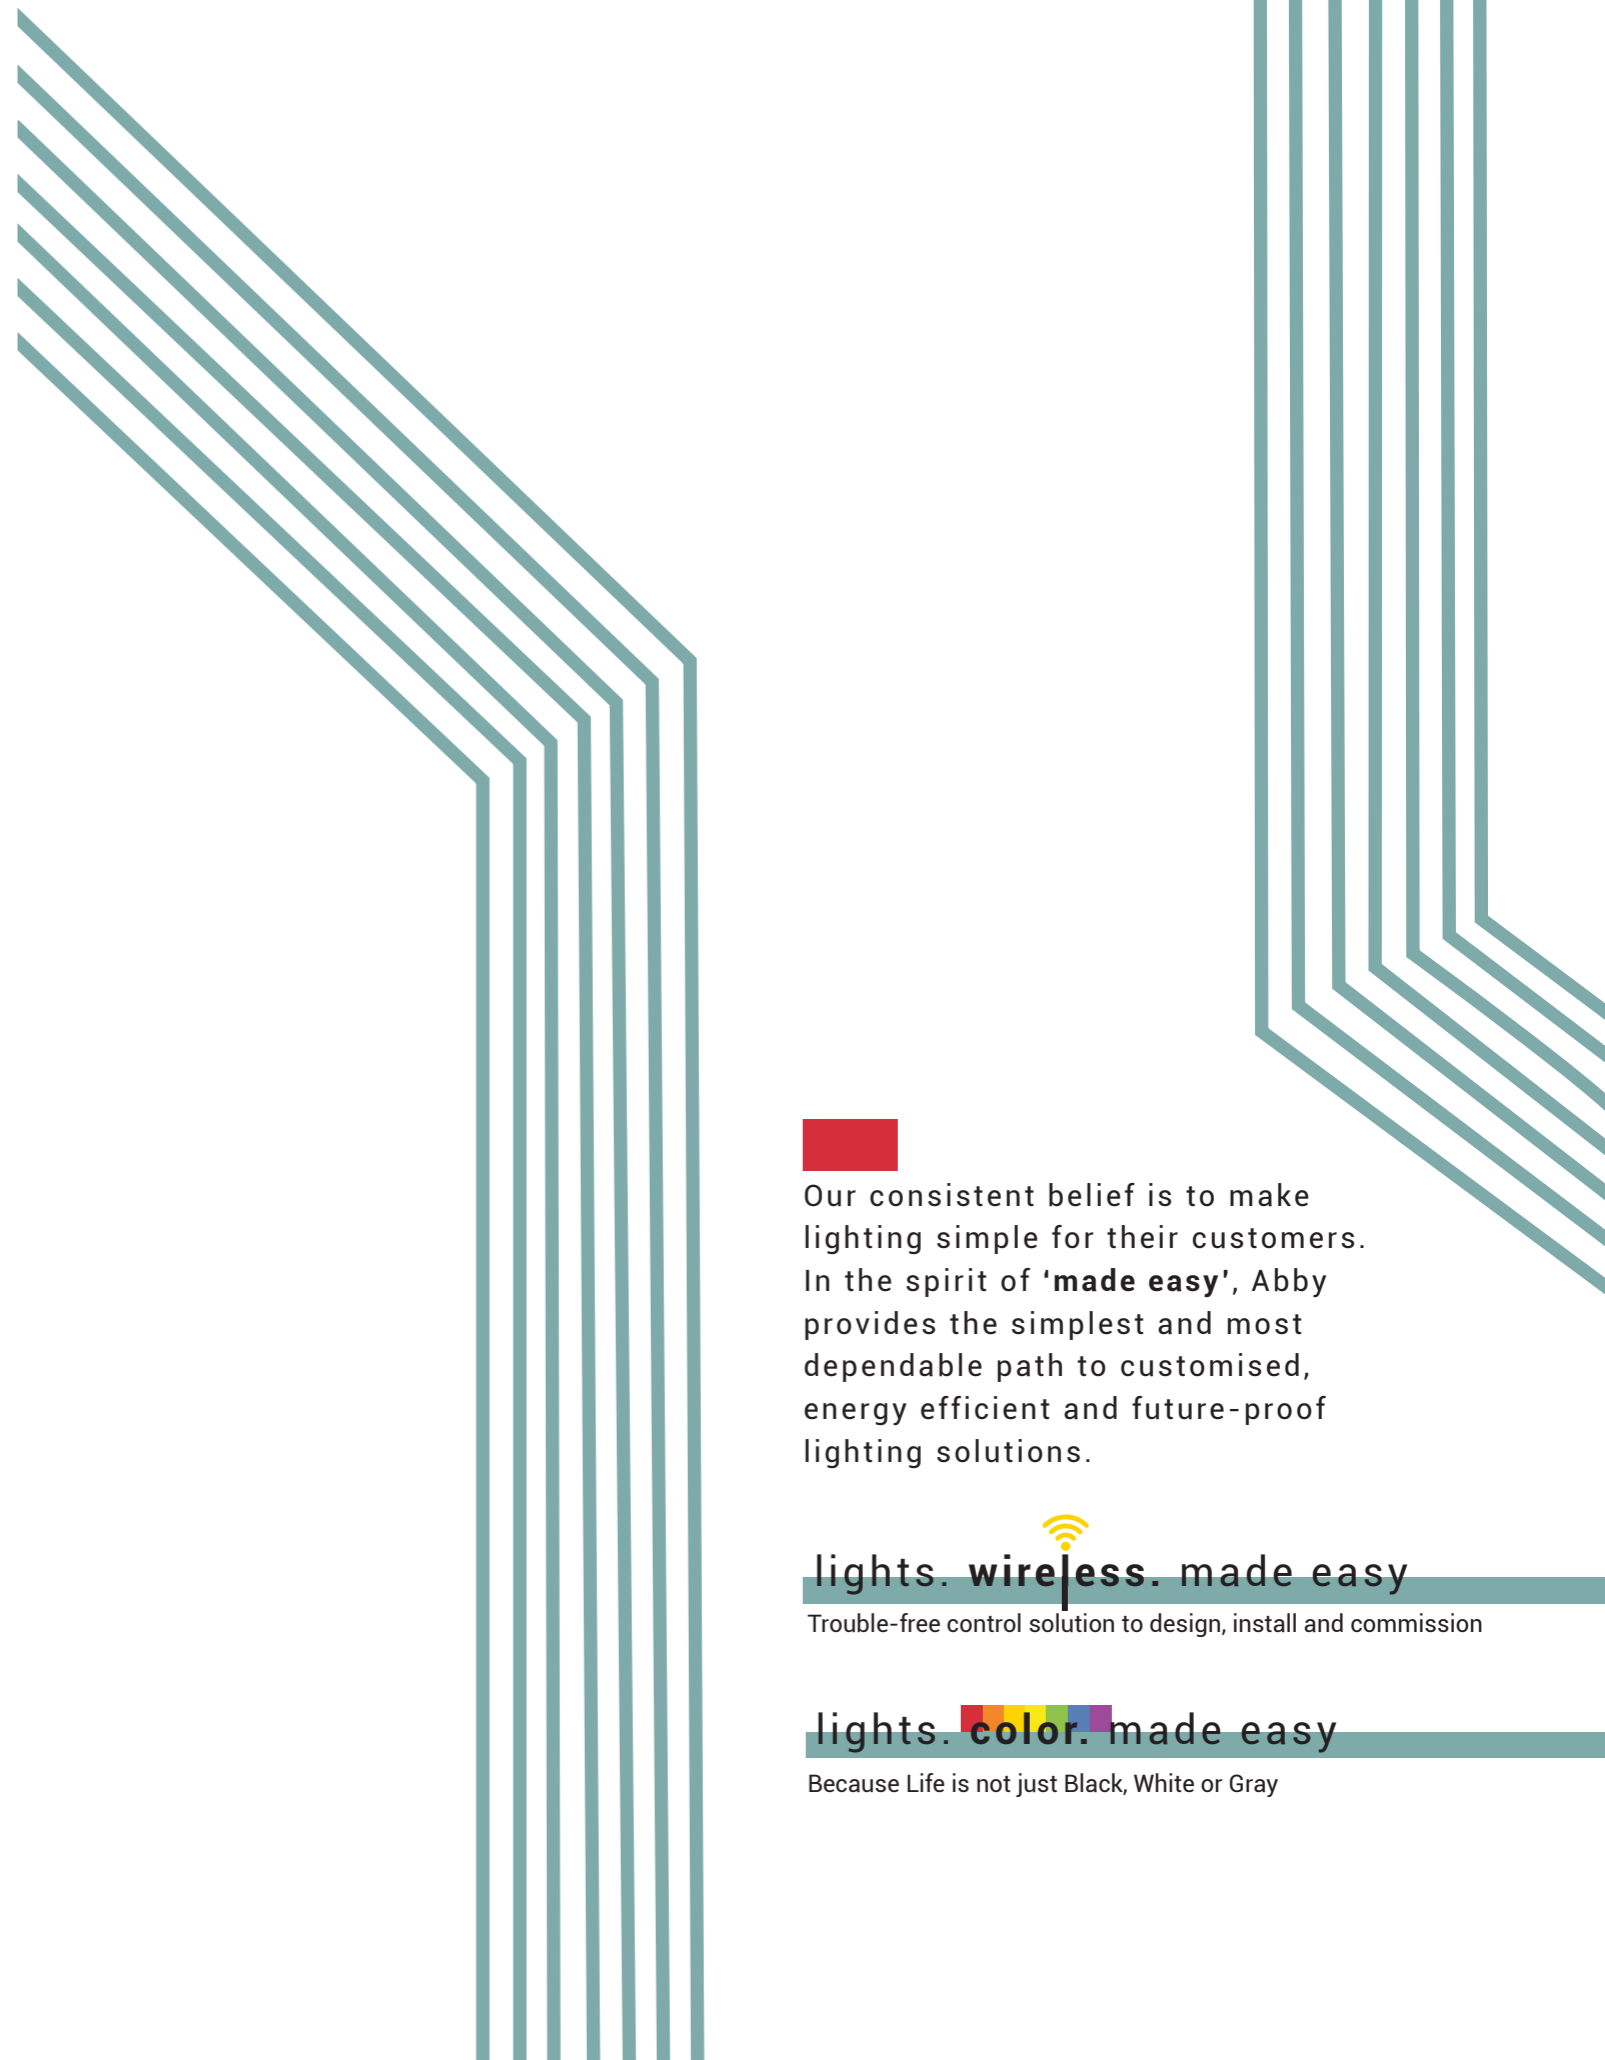 Our consistent belief is to make
lighting simple for their customers.
In the spirit of ‘made easy’, Abby
provides the simplest and most
dependable path to customised,
energy efficient and future-proof
lighting solutions.
lights. wireless. made easy
Trouble-free control solution to design, install and commission
lights. color. made easy
Because Life is not just Black, White or Gray